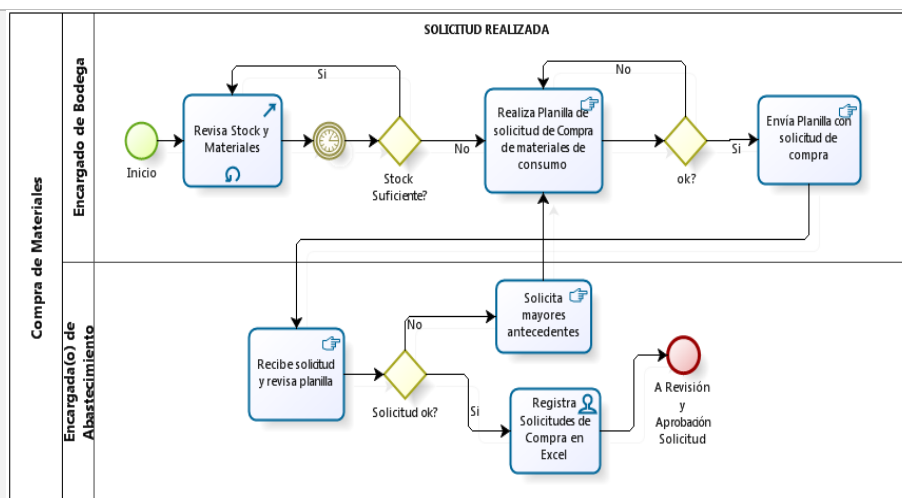 SOLICITUD REALIZADA
Compra de Materiales
Encargado de Bodega
Inicio
Revisa Stock y
Materiales
Si
Stock
Suficiente?
No
Realiza Planilla de
solicitud de Compra
de materiales de
consumo
No
ok?
Si
Envía Planilla con
solicitud de
compra
Encargada(o) de
Abastecimiento
Recibe solicitud
y revisa planilla
Solicitud ok?
No
Solicita
mayores
antecedentes
Si
Registra
Solicitudes de
Compra en
Excel
A Revisión
y
Aprobación
Solicitud